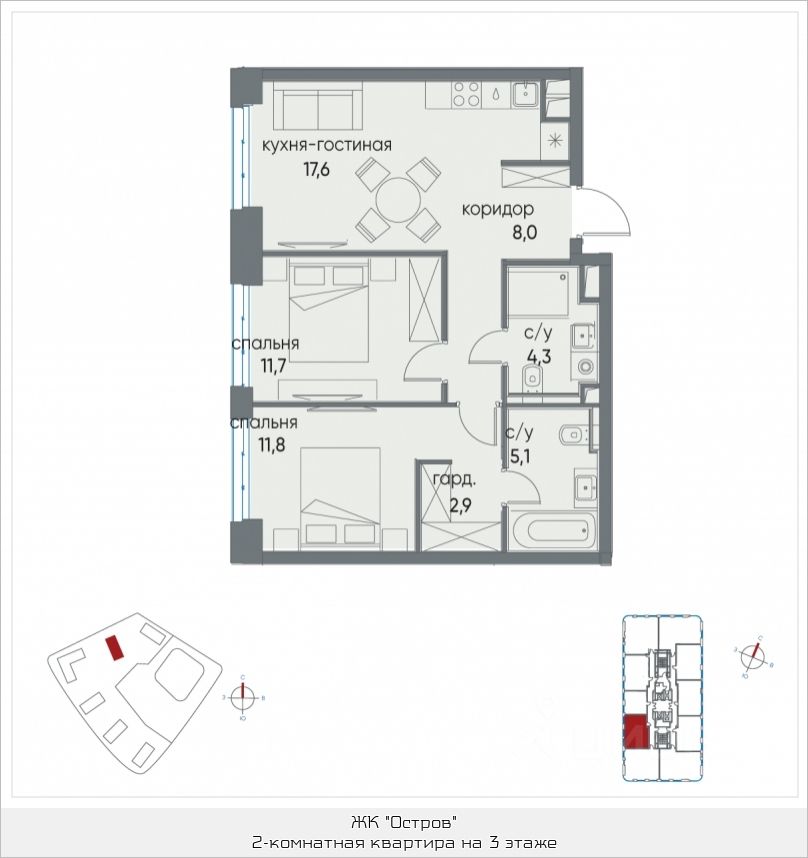 кухня-гостиная
17,6
коридор
8,0
спальня
11,7
с/у
4,3
спальня
11,8
с/у
5,1
гард.
2,9
С
З В
Ю
С
З В
Ю
ЖК "Остров"
2-комнатная квартира на 3 этаже